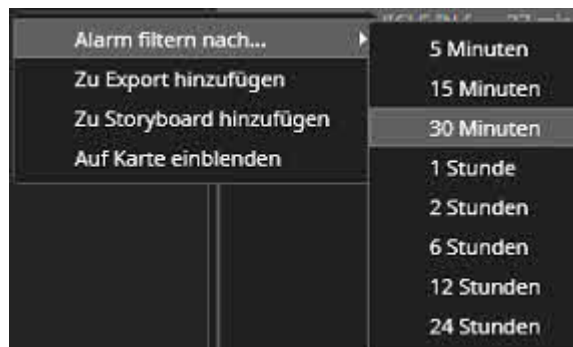 Alarm filtern nach...
Zu Export hinzufügen
Zu Storyboard hinzufügen
Auf Karte einblenden
5 Minuten
15 Minuten
30 Minuten
1 Stunde
2 Stunden
6 Stunden
12 Stunden
24 Stunden